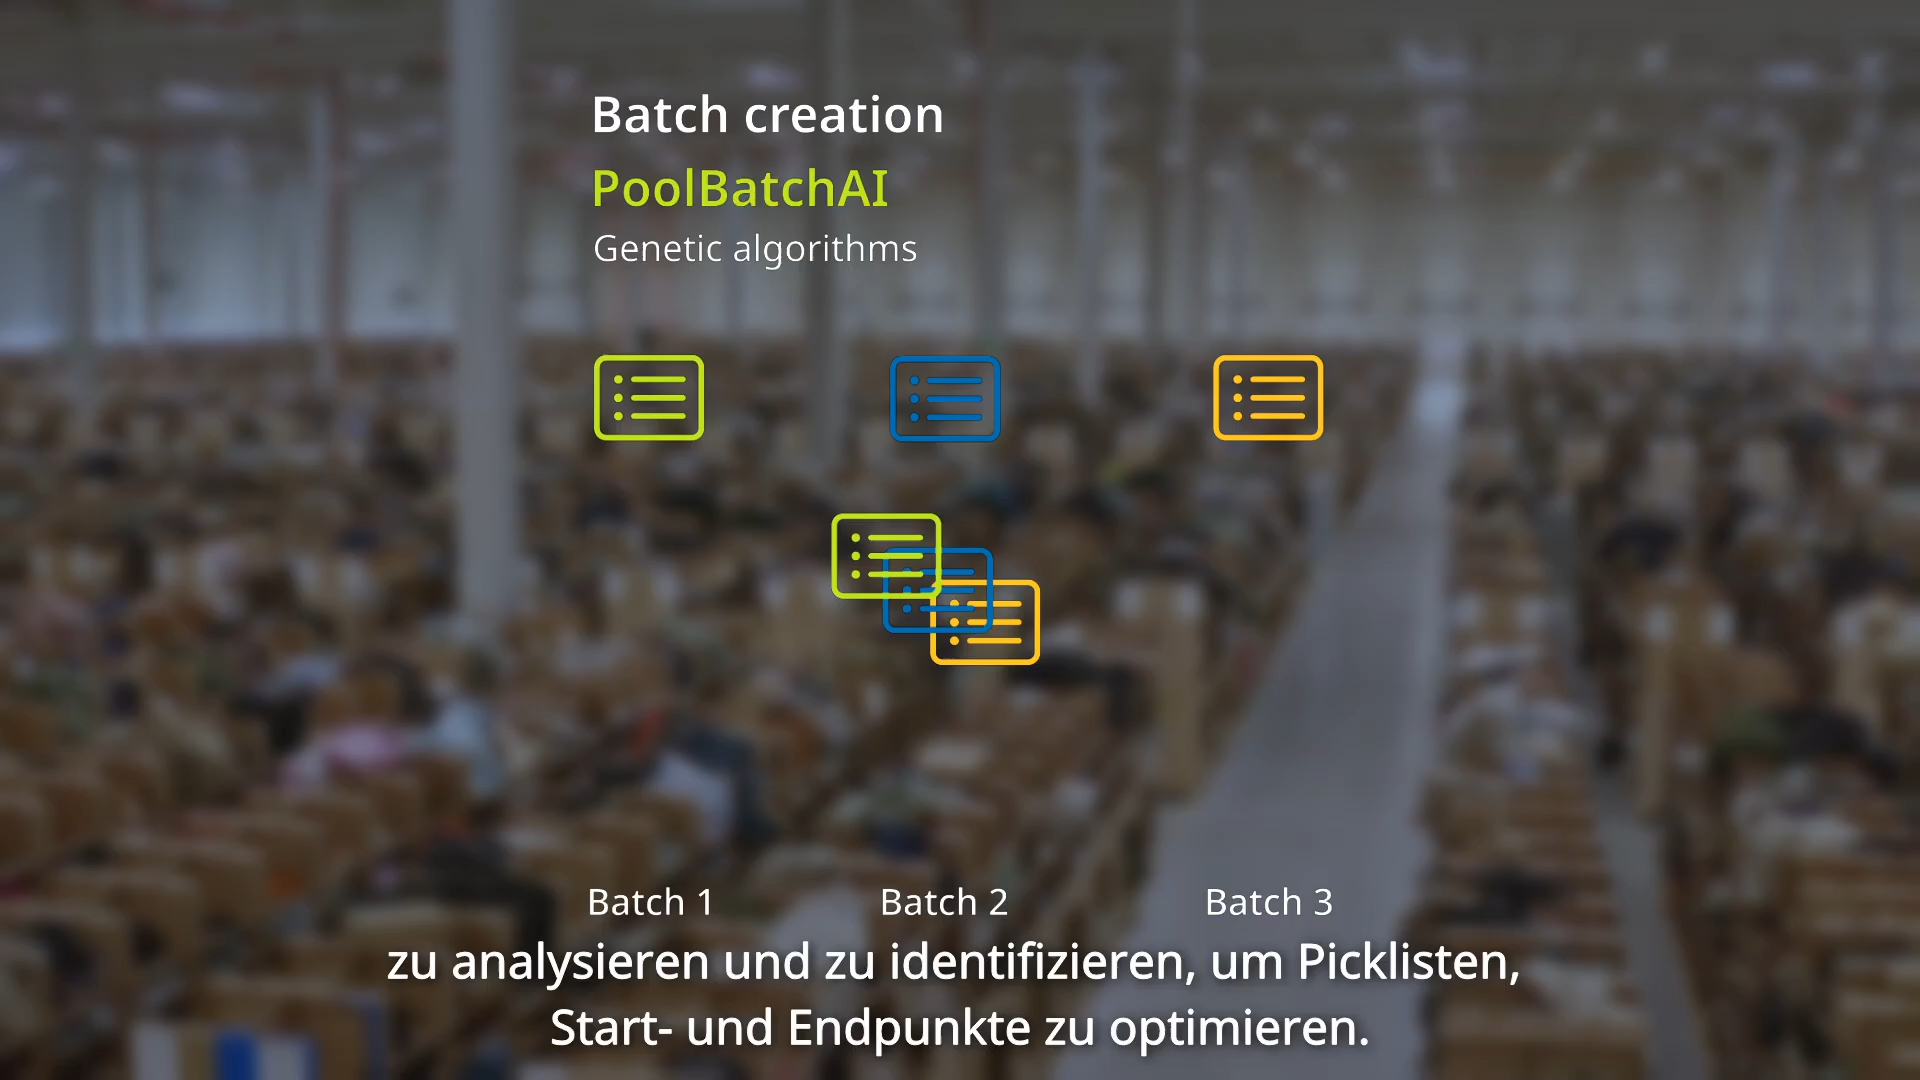 Batch creation
PoolBatchAI
Genetic algorithms
Batch 1 Batch 2 Batch 3
zu analysieren und zu identifizieren, um Picklisten,
Start- und Endpunkte zu optimieren.